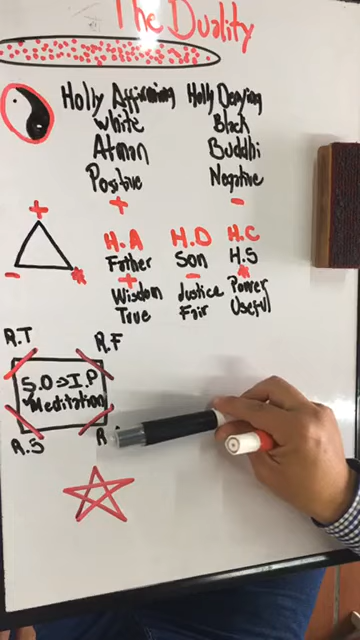 The Duality
Holly Affirming Holly Denying
White Black
Atman Buddhi
Positive Negative
+ -
+
H.A H.D H.C
Father Son H.S
- * + - *
Wisdom Justice Power
True Fair Useful
R.T R.F
S.O⇒I.P
Meditation
R.S R